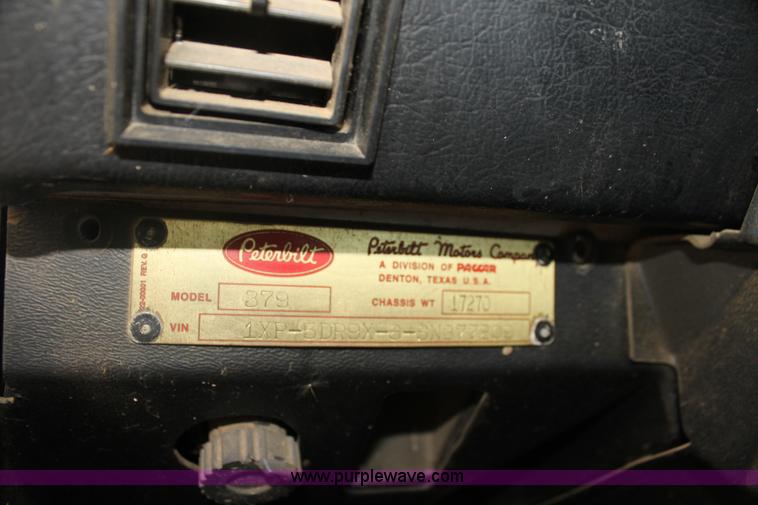 Peterbilt
Peterbilt Motors Company
A DIVISION OF PACCAR
DENTON, TEXAS U.S.A.
MODEL 379
CHASSIS WT 17270
VIN
www.purplewave.com